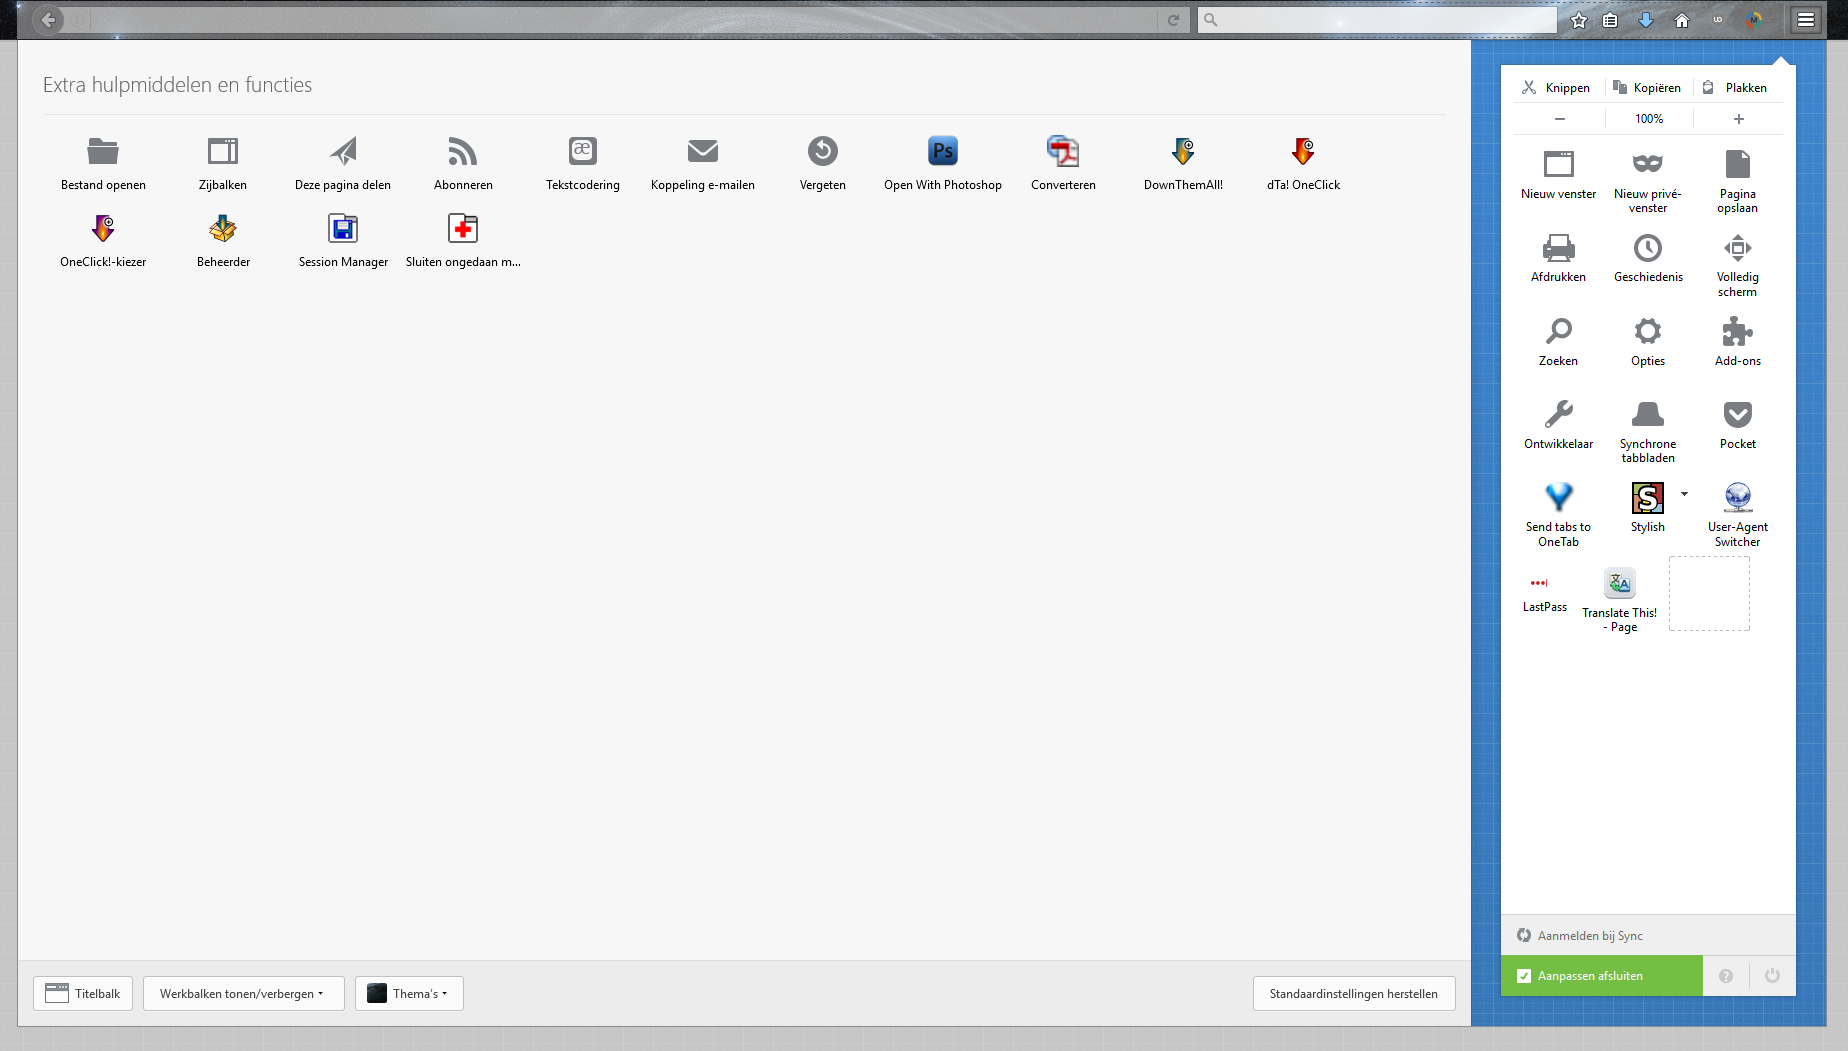 Extra hulpmiddelen en functies
Bestand openen
Zijbalken
Deze pagina delen
Abonneren
æ
Tekstcodering
Koppeling e-mailen
Vergeten
Ps
Open With Photoshop
Converteren
DownThemAll!
dTa! OneClick
OneClick!-kiezer
Beheerder
Session Manager
Sluiten ongedaan m...
Knippen
Kopiëren
Plakken
100%
Nieuw venster
Nieuw privé-
venster
Pagina
opslaan
Afdrukken
Geschiedenis
Volledig
scherm
Zoeken
Opties
Add-ons
Ontwikkelaar
Synchrone
tabbladen
Pocket
Send tabs to
OneTab
S
Stylish
User-Agent
Switcher
LastPass
Translate This!
- Page
Aanmelden bij Sync
Aanpassen afsluiten
Titelbalk
Werkbalken tonen/verbergen
Thema's
Standaardinstellingen herstellen